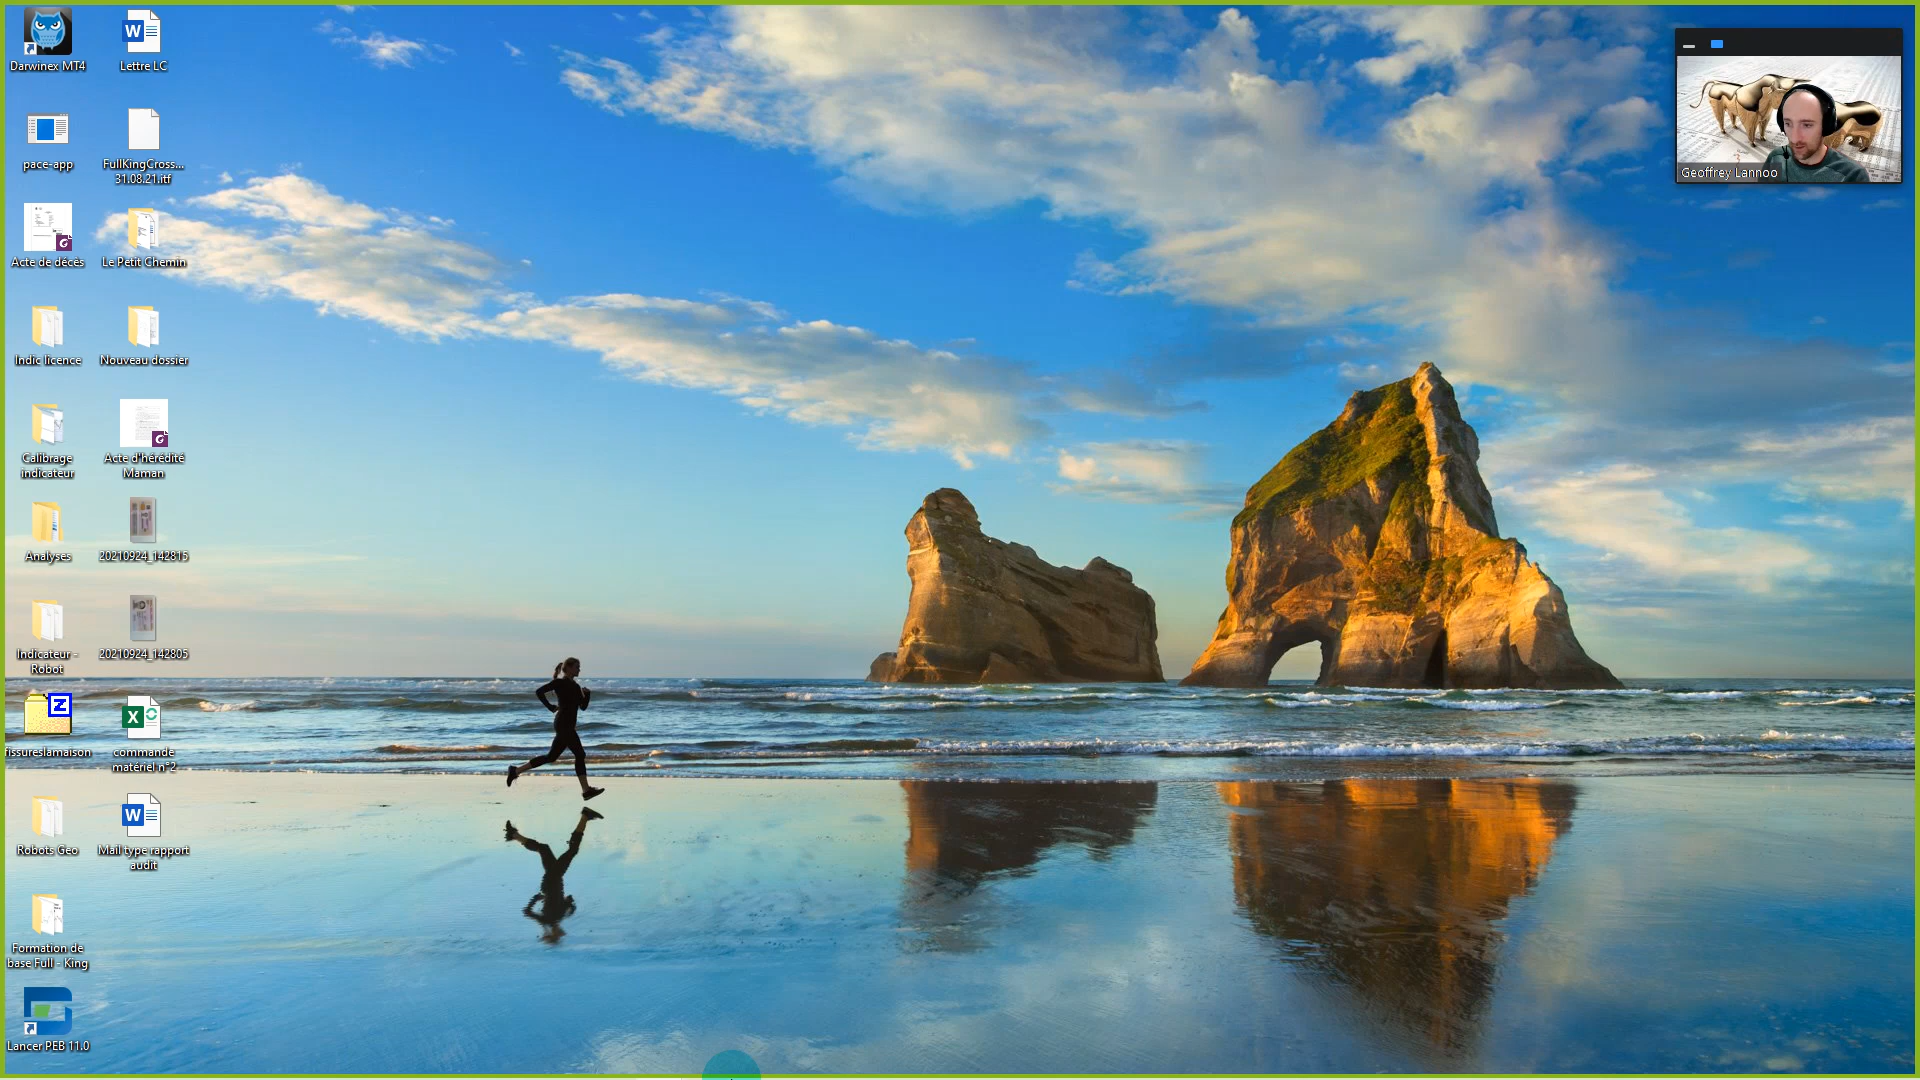 Darwinex MT4
Lettre LC
pace-app
FullKingCross...
31.08.21.itf
Acte de décés
Le Petit Chemin
Indic licence
Nouveau dossier
Calibrage
indicateur
Acte d'hérédité
Maman
Analyses
20210924_142815
Indicateur -
Robot
20210924_142805
fissureslamaison
commande
matériel n°2
Robots Geo
Mail type rapport
audit
Formation de
base Full - King
Lancer PEB 11.0
Geoffrey Lannoo